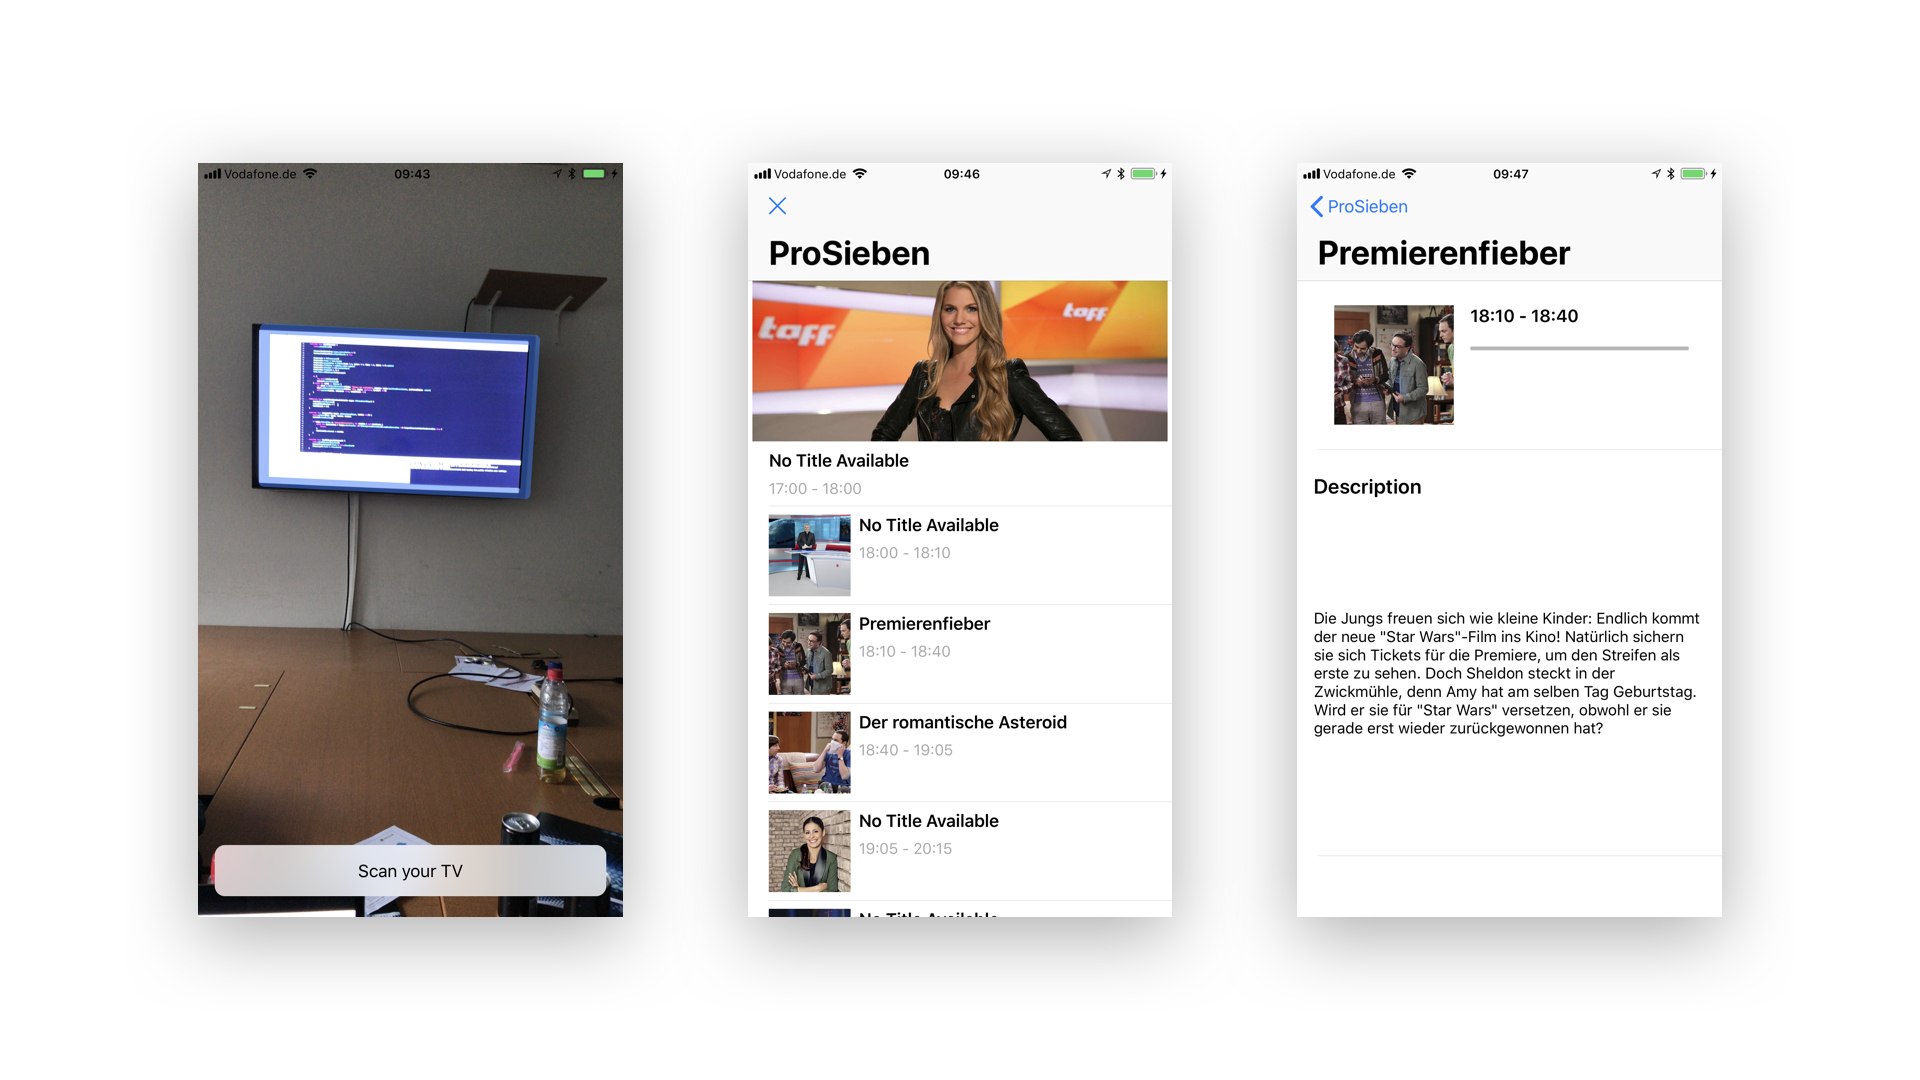 Vodafone.de
09:43
Scan your TV
Vodafone.de
09:46
ProSieben
taff
taff
No Title Available
17:00 - 18:00
No Title Available
18:00 - 18:10
Premierenfieber
18:10 - 18:40
Der romantische Asteroid
18:40 - 19:05
No Title Available
19:05 - 20:15
No Title Available
Vodafone.de
09:47
ProSieben
Premierenfieber
18:10 - 18:40
Description
Die Jungs freuen sich wie kleine Kinder: Endlich kommt
der neue "Star Wars"-Film ins Kino! Natürlich sichern
sie sich Tickets für die Premiere, um den Streifen als
erste zu sehen. Doch Sheldon steckt in der
Zwickmühle, denn Amy hat am selben Tag Geburtstag.
Wird er sie für "Star Wars" versetzen, obwohl er sie
gerade erst wieder zurückgewonnen hat?